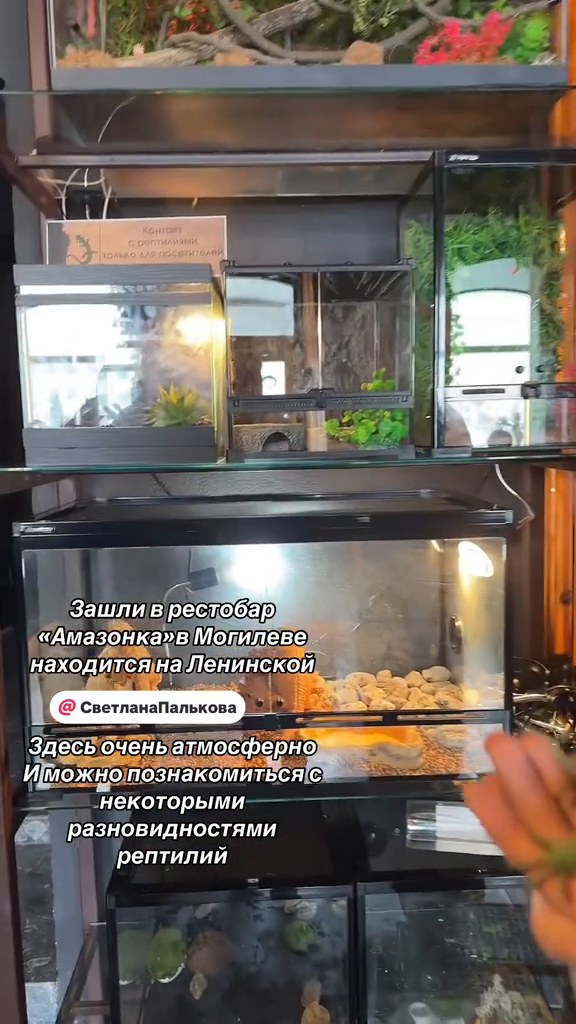 Контакт
с рептилиями
только для посетителей
Зашли в рестобар
«Амазонка»в Могилеве
находится на Ленинской
@ СветланаПалькова
Здесь очень атмосферно
И можно познакомиться с
некоторыми
разновидностями
рептилий